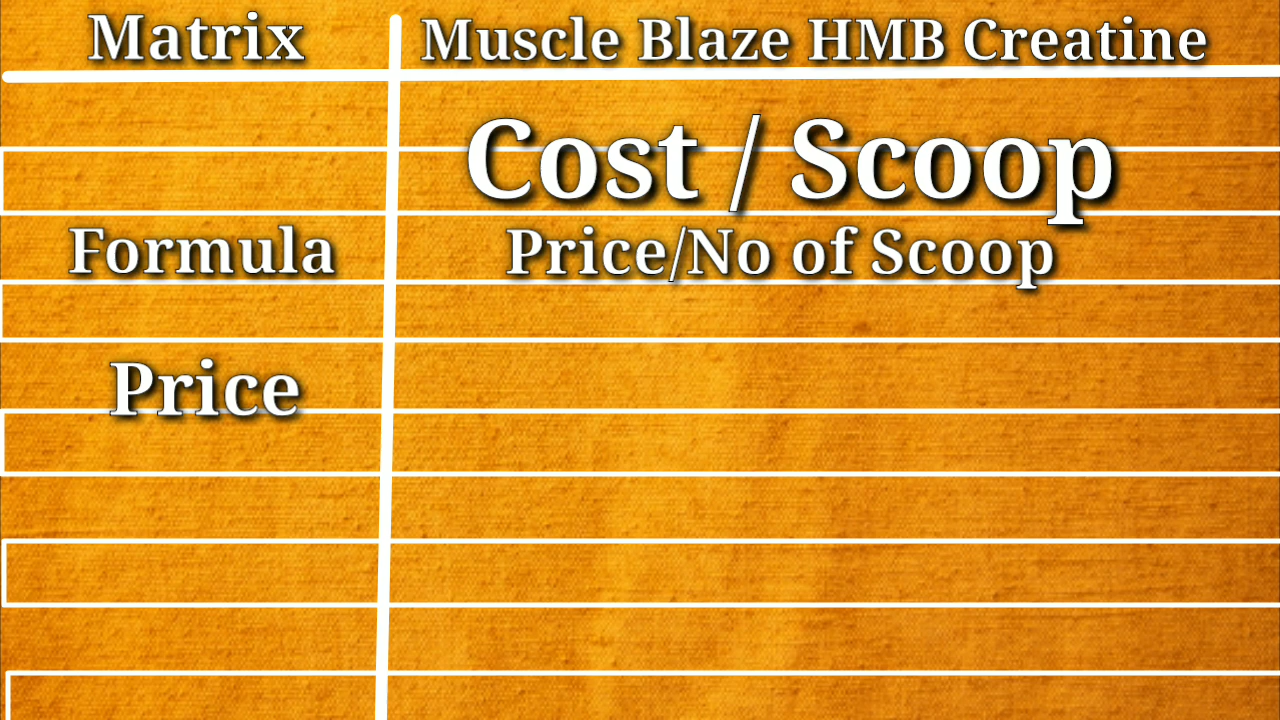 Matrix
Muscle Blaze HMB Creatine
Cost / Scoop
Formula
Price/No of Scoop
Price